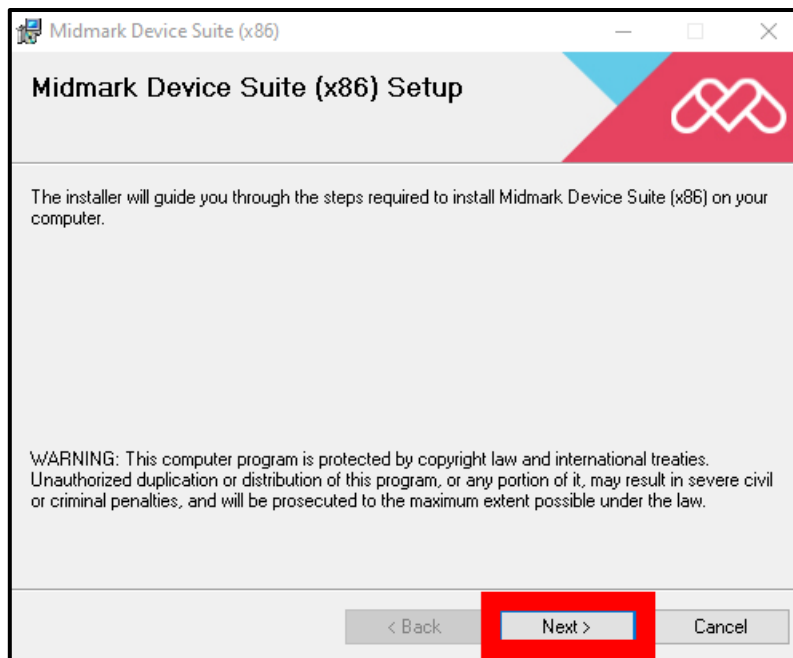 Midmark Device Suite (x86)
Midmark Device Suite (x86) Setup
The installer will guide you through the steps required to install Midmark Device Suite (x86) on your
computer.
WARNING: This computer program is protected by copyright law and international treaties.
Unauthorized duplication or distribution of this program, or any portion of it, may result in severe civil
or criminal penalties, and will be prosecuted to the maximum extent possible under the law.
< Back Next > Cancel